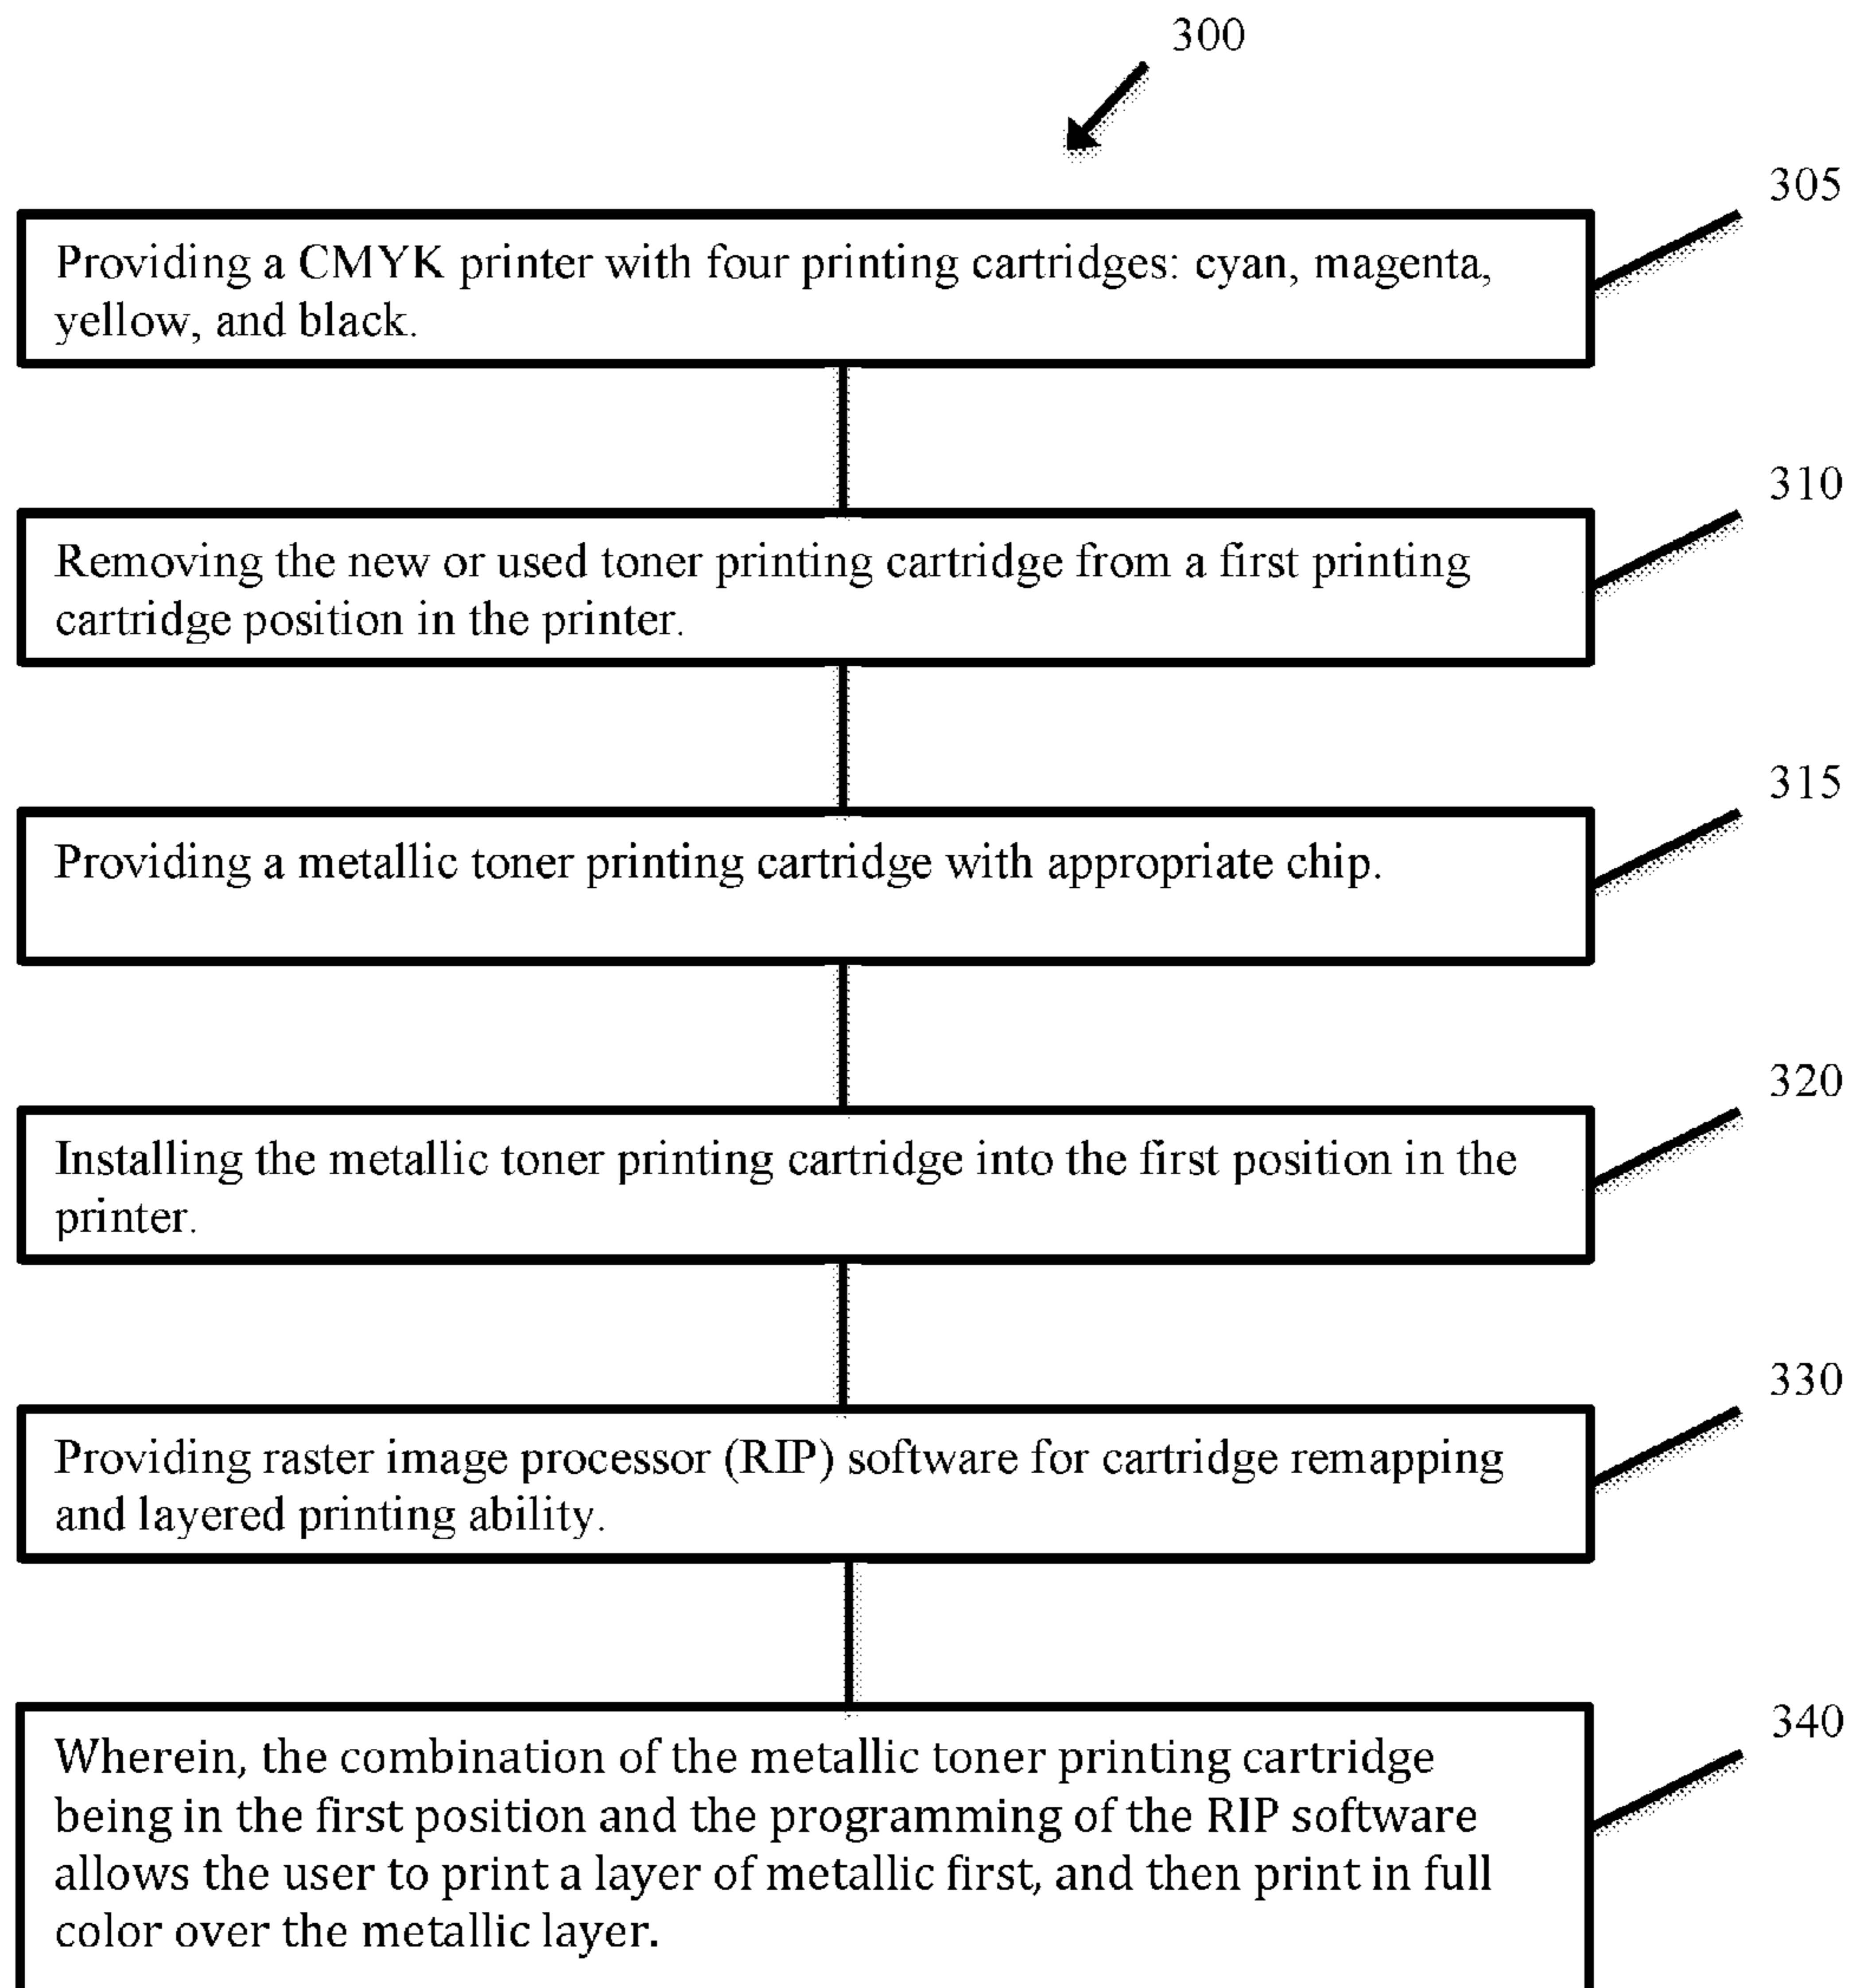 300
305
Providing a CMYK printer with four printing cartridges: cyan, magenta,
yellow, and black.
310
Removing the new or used toner printing cartridge from a first printing
cartridge position in the printer.
315
Providing a metallic toner printing cartridge with appropriate chip.
320
Installing the metallic toner printing cartridge into the first position in the
printer.
330
Providing raster image processor (RIP) software for cartridge remapping
and layered printing ability.
340
Wherein, the combination of the metallic toner printing cartridge
being in the first position and the programming of the RIP software
allows the user to print a layer of metallic first, and then print in full
color over the metallic layer.